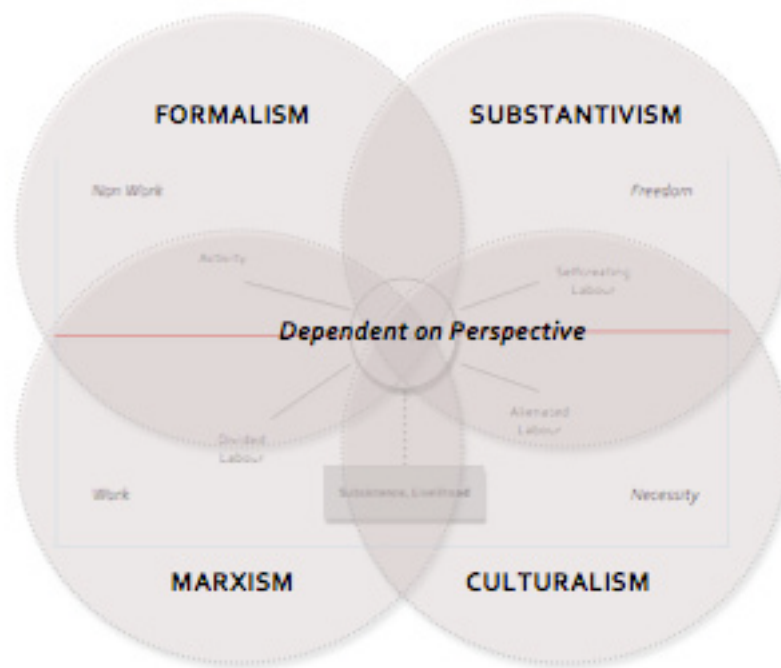 FORMALISM
SUBSTANTIVISM
Non Work
Freedom
Activity
Selfcreating
Labour
Dependent on Perspective
Divided
Labour
Alienated
Labour
Work
Subsistence, Livelihood
Necessity
MARXISM
CULTURALISM